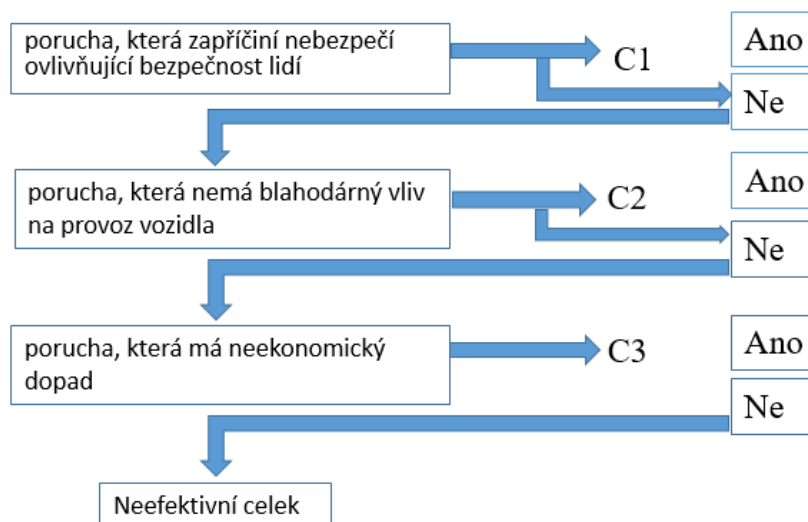 porucha, která zapříčiní nebezpečí
ovlivňující bezpečnost lidí
C1
Ano
Ne
porucha, která nemá blahodárný vliv
na provoz vozidla
C2
Ano
Ne
porucha, která má neekonomický
dopad
C3
Ano
Ne
Neefektivní celek